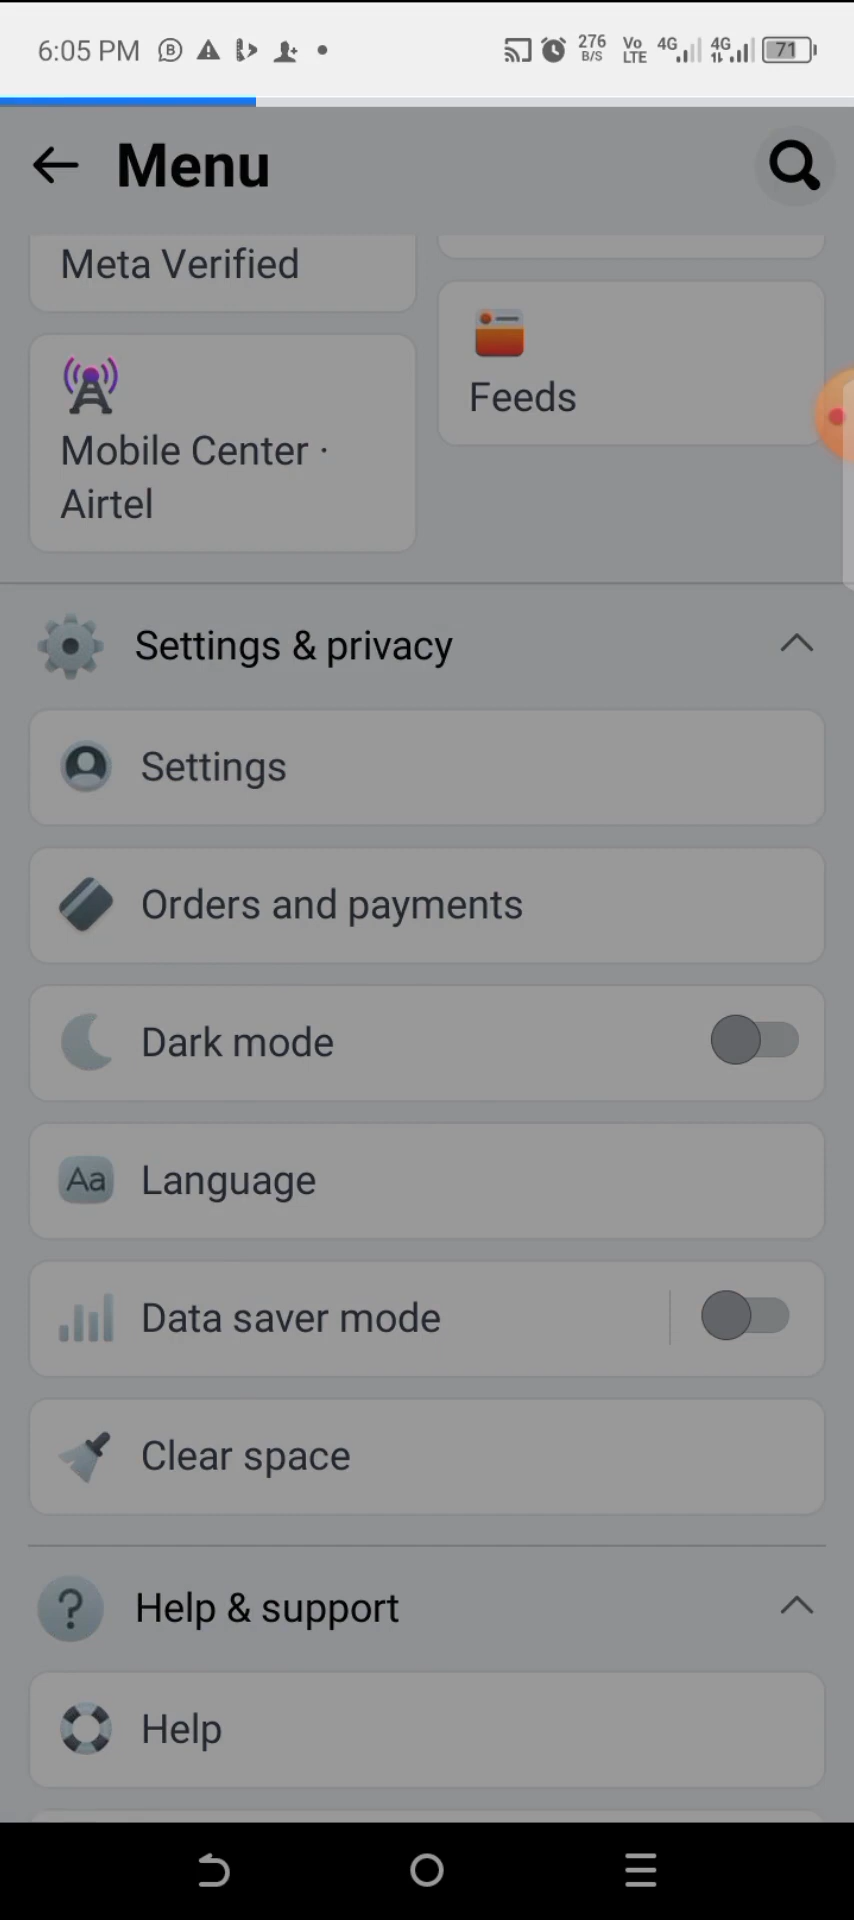 6:05 PM
276
B/S
Vo
LTE
4G
4G
71
Menu
Meta Verified
Feeds
Mobile Center ·
Airtel
Settings & privacy
Settings
Orders and payments
Dark mode
Aa
Language
Data saver mode
Clear space
?
Help & support
Help